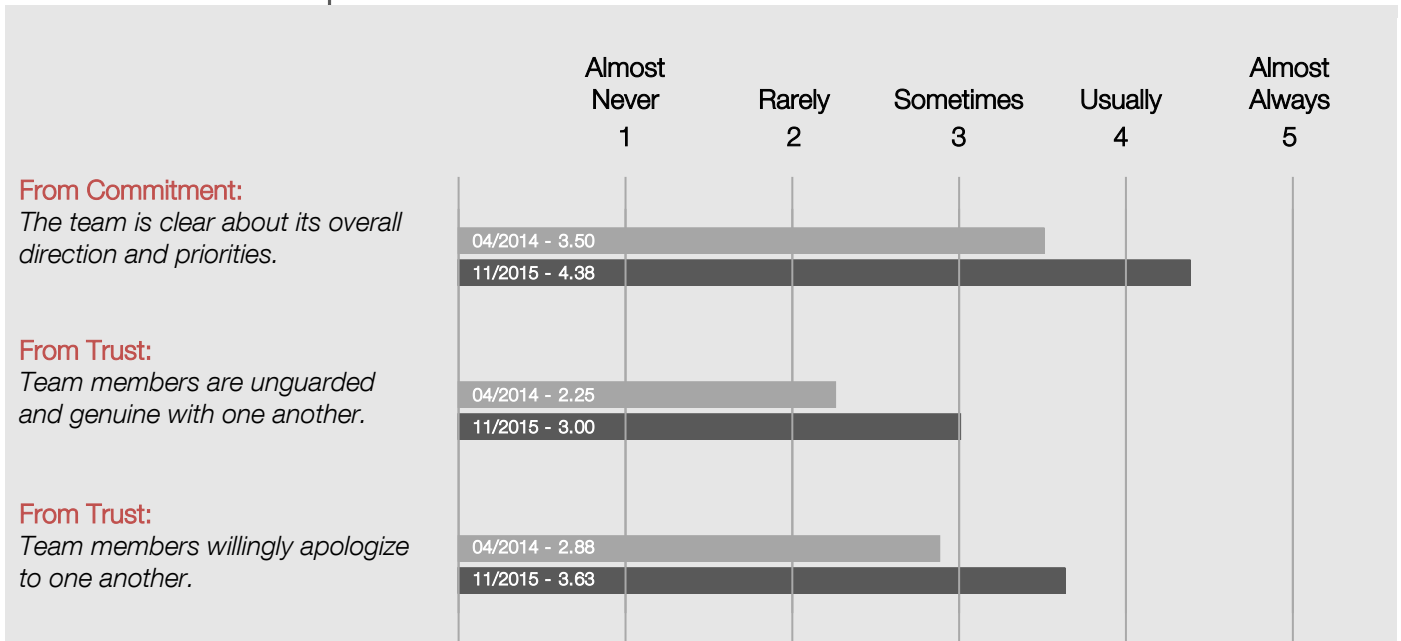 Almost
Never
Rarely
Sometimes
Usually
Almost
Always
1
2
3
4
5
From Commitment:
The team is clear about its overall
direction and priorities.
04/2014 - 3.50
11/2015 - 4.38
From Trust:
Team members are unguarded
and genuine with one another.
04/2014 - 2.25
11/2015 - 3.00
From Trust:
Team members willingly apologize
to one another.
04/2014 - 2.88
11/2015 - 3.63